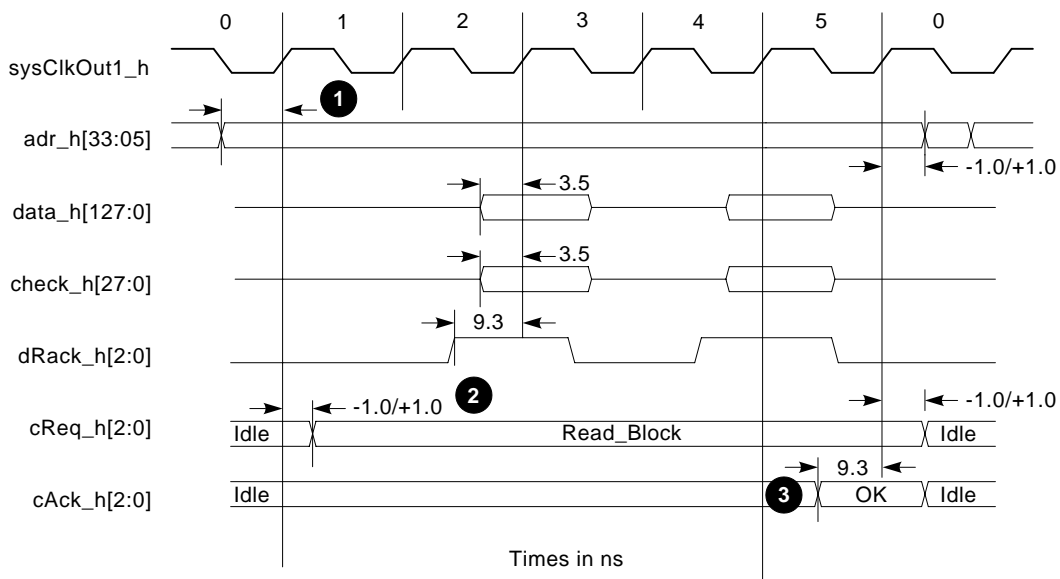 0 1 2 3 4 5 0
sysClkOut1_h
1
adr_h[33:05]
-1.0/+1.0
3.5
data_h[127:0]
3.5
check_h[27:0]
9.3
dRack_h[2:0]
2
-1.0/+1.0 -1.0/+1.0
cReq_h[2:0] Idle Read_Block Idle
9.3
cAck_h[2:0] Idle 3 OK Idle
Times in ns